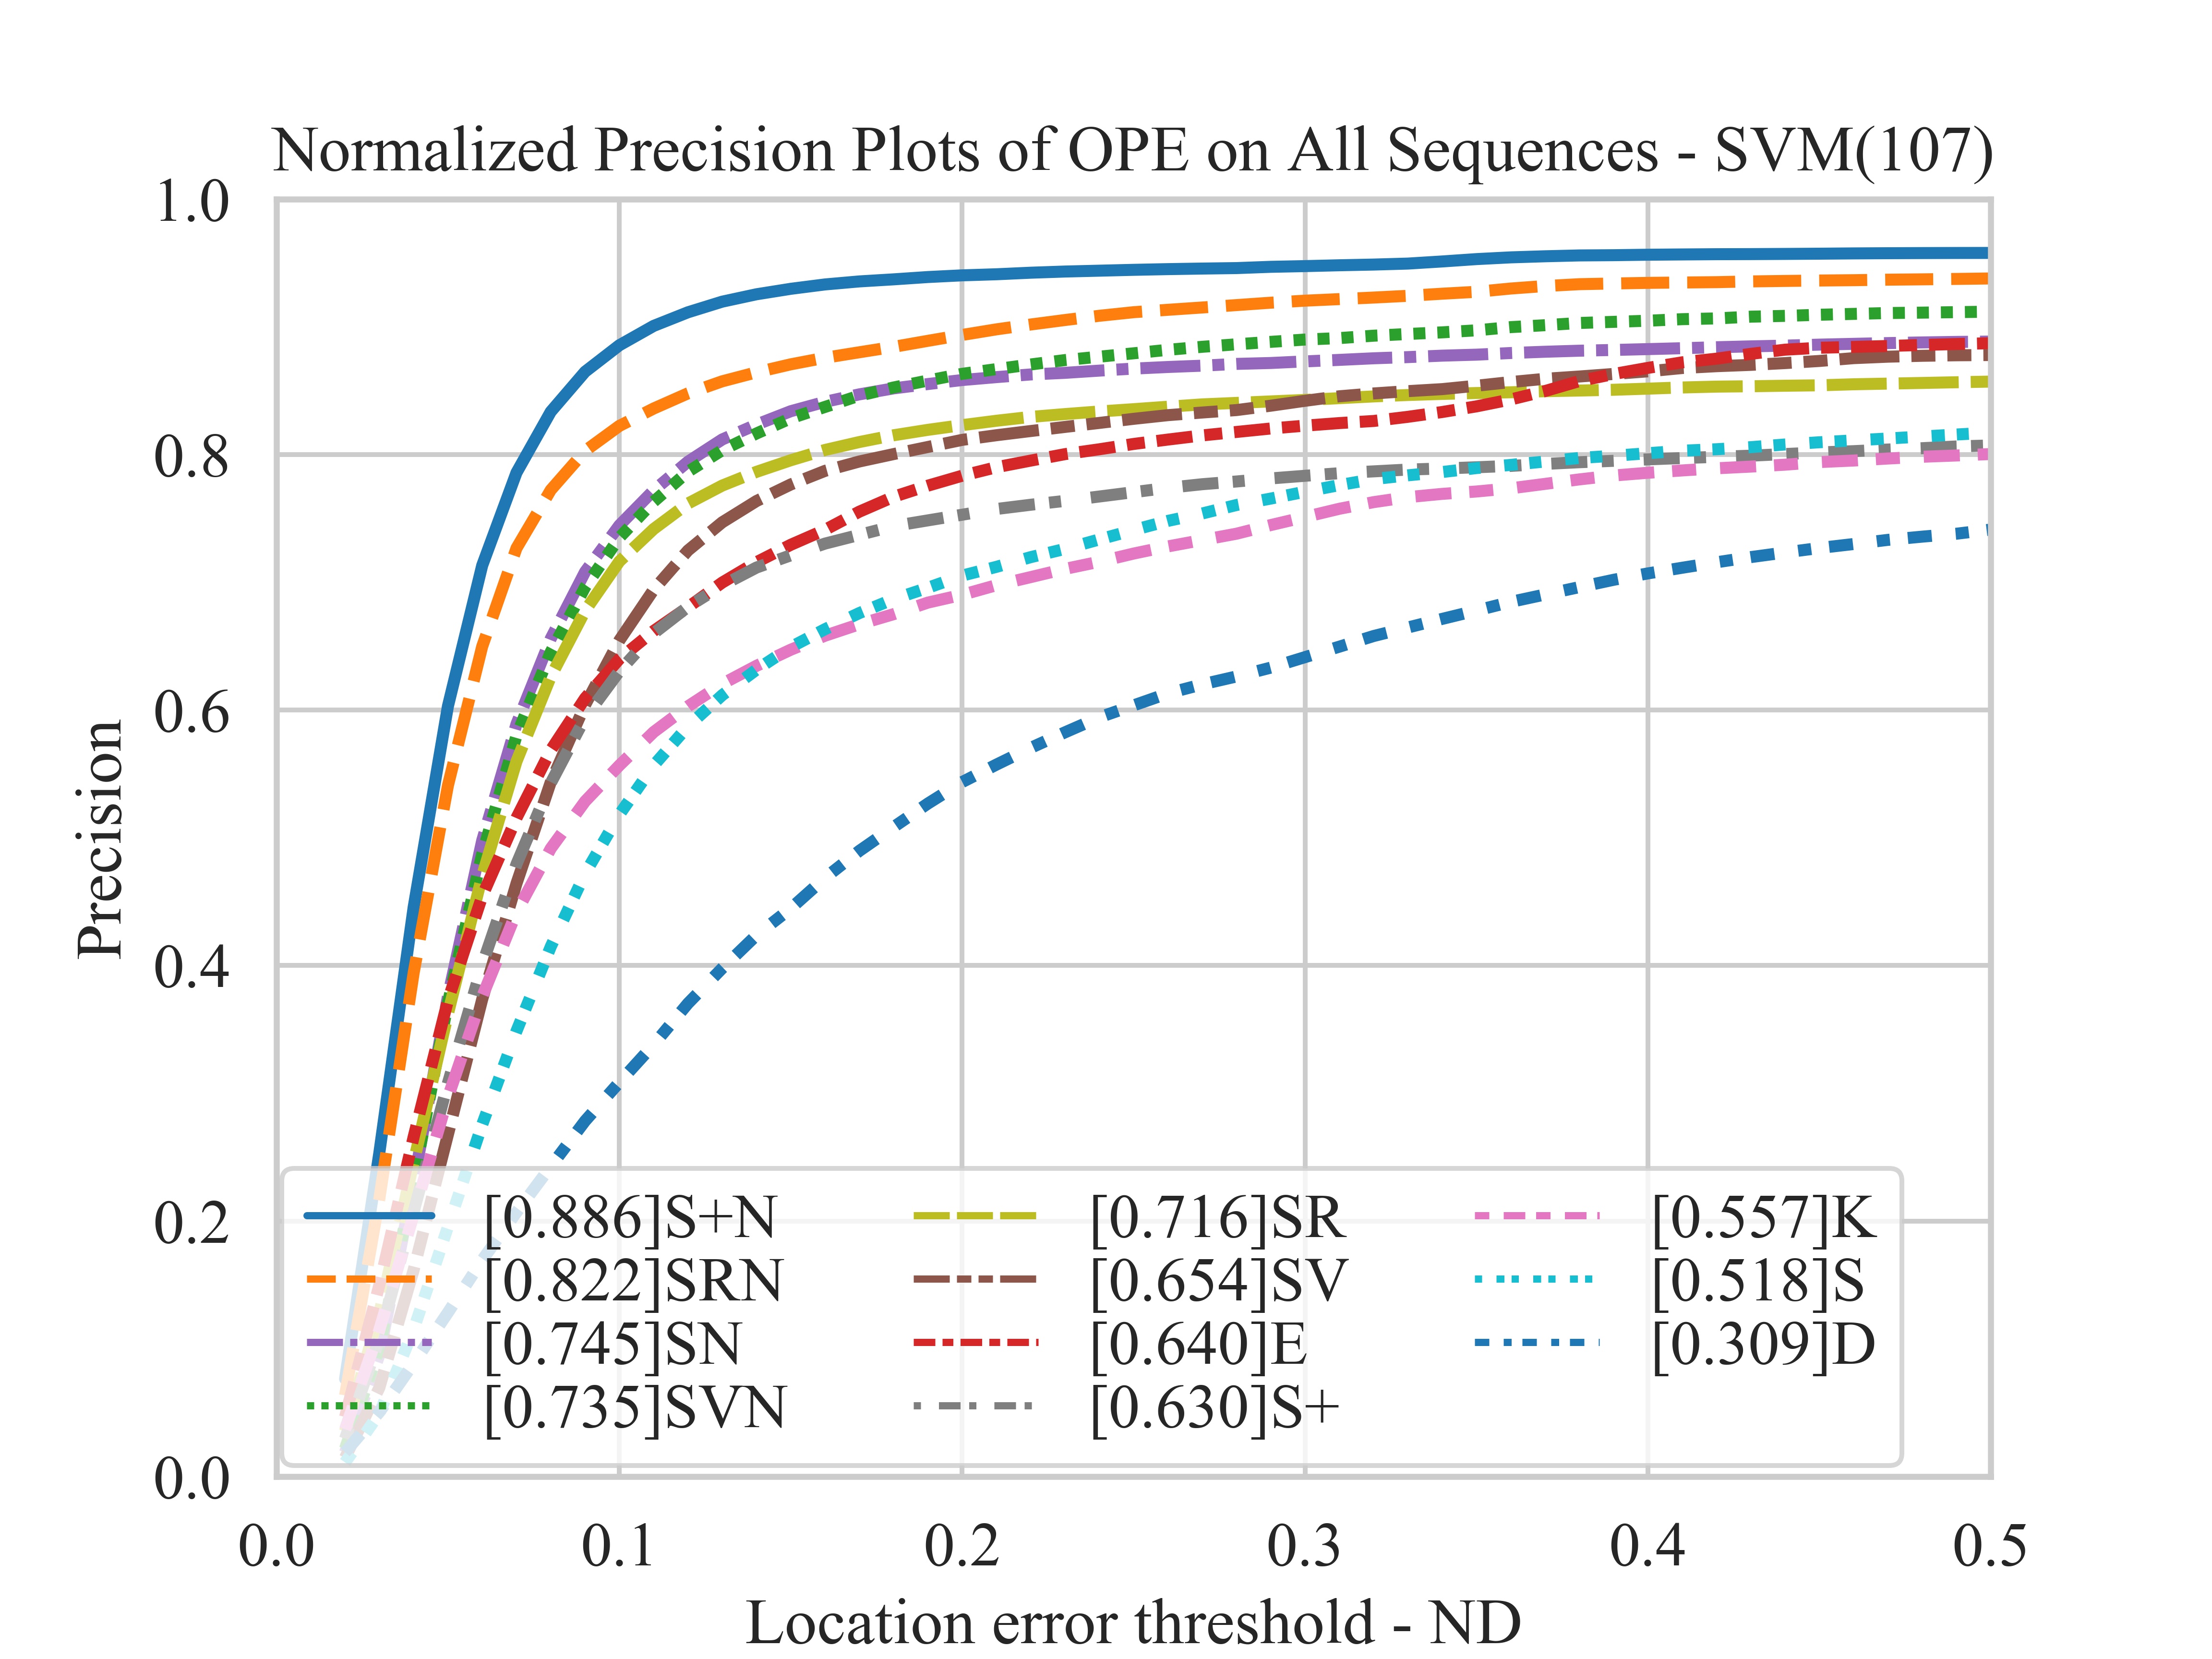 Normalized Precision Plots of OPE on All Sequences - SVM(107)
1.0
0.8
0.6
0.4
0.2
0.0
Precision
[0.886]S+N
[0.822]SRN
[0.745]SN
[0.735]SVN
[0.716]SR
[0.654]SV
[0.640]E
[0.630]S+
[0.557]K
[0.518]S
[0.309]D
0.0 0.1 0.2 0.3 0.4 0.5
Location error threshold - ND